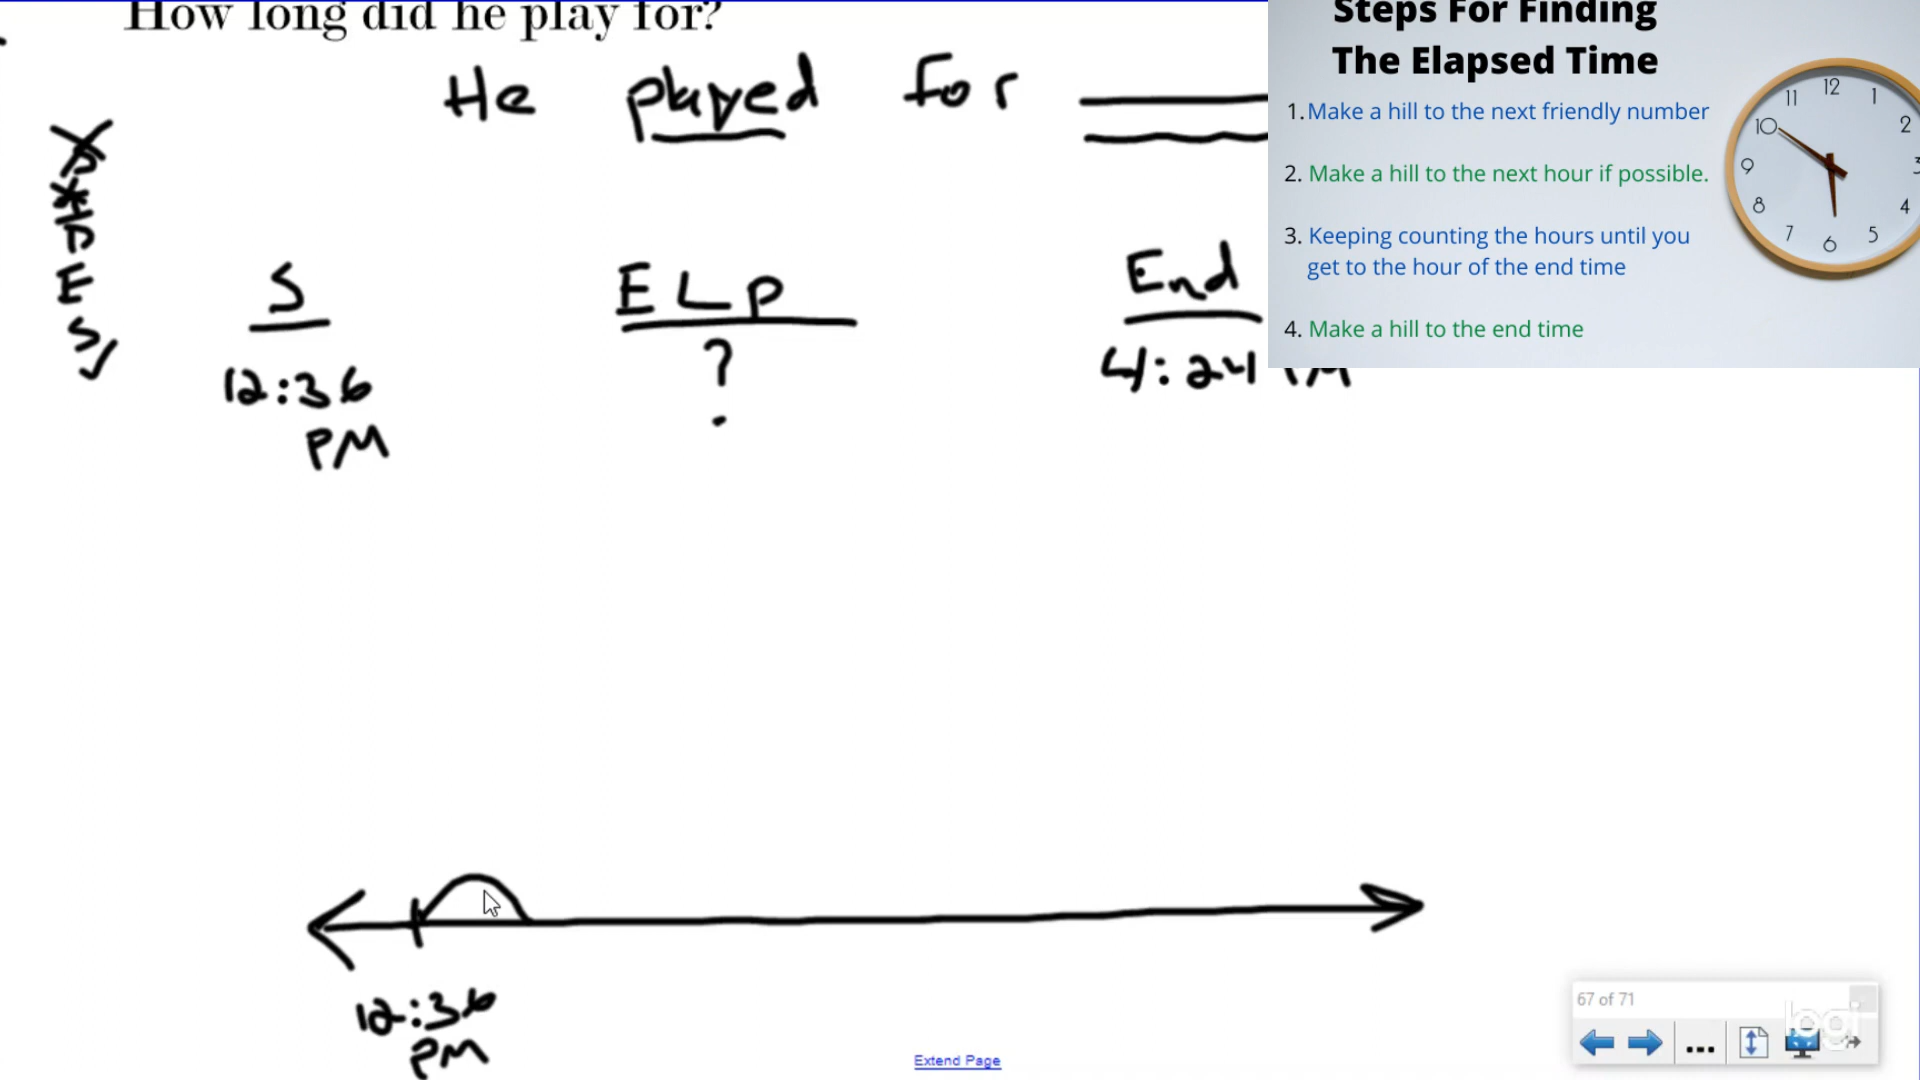 How long did he play for?
He played for
S
ELP
End
12:36
PM
?
4:24 PM
E
S
12:36
PM
Steps For Finding
The Elapsed Time
1. Make a hill to the next friendly number
2. Make a hill to the next hour if possible.
3. Keeping counting the hours until you
get to the hour of the end time
4. Make a hill to the end time
11 12 1
10 2
9 3
8 4
7 6 5
67 of 71
logi
Extend Page